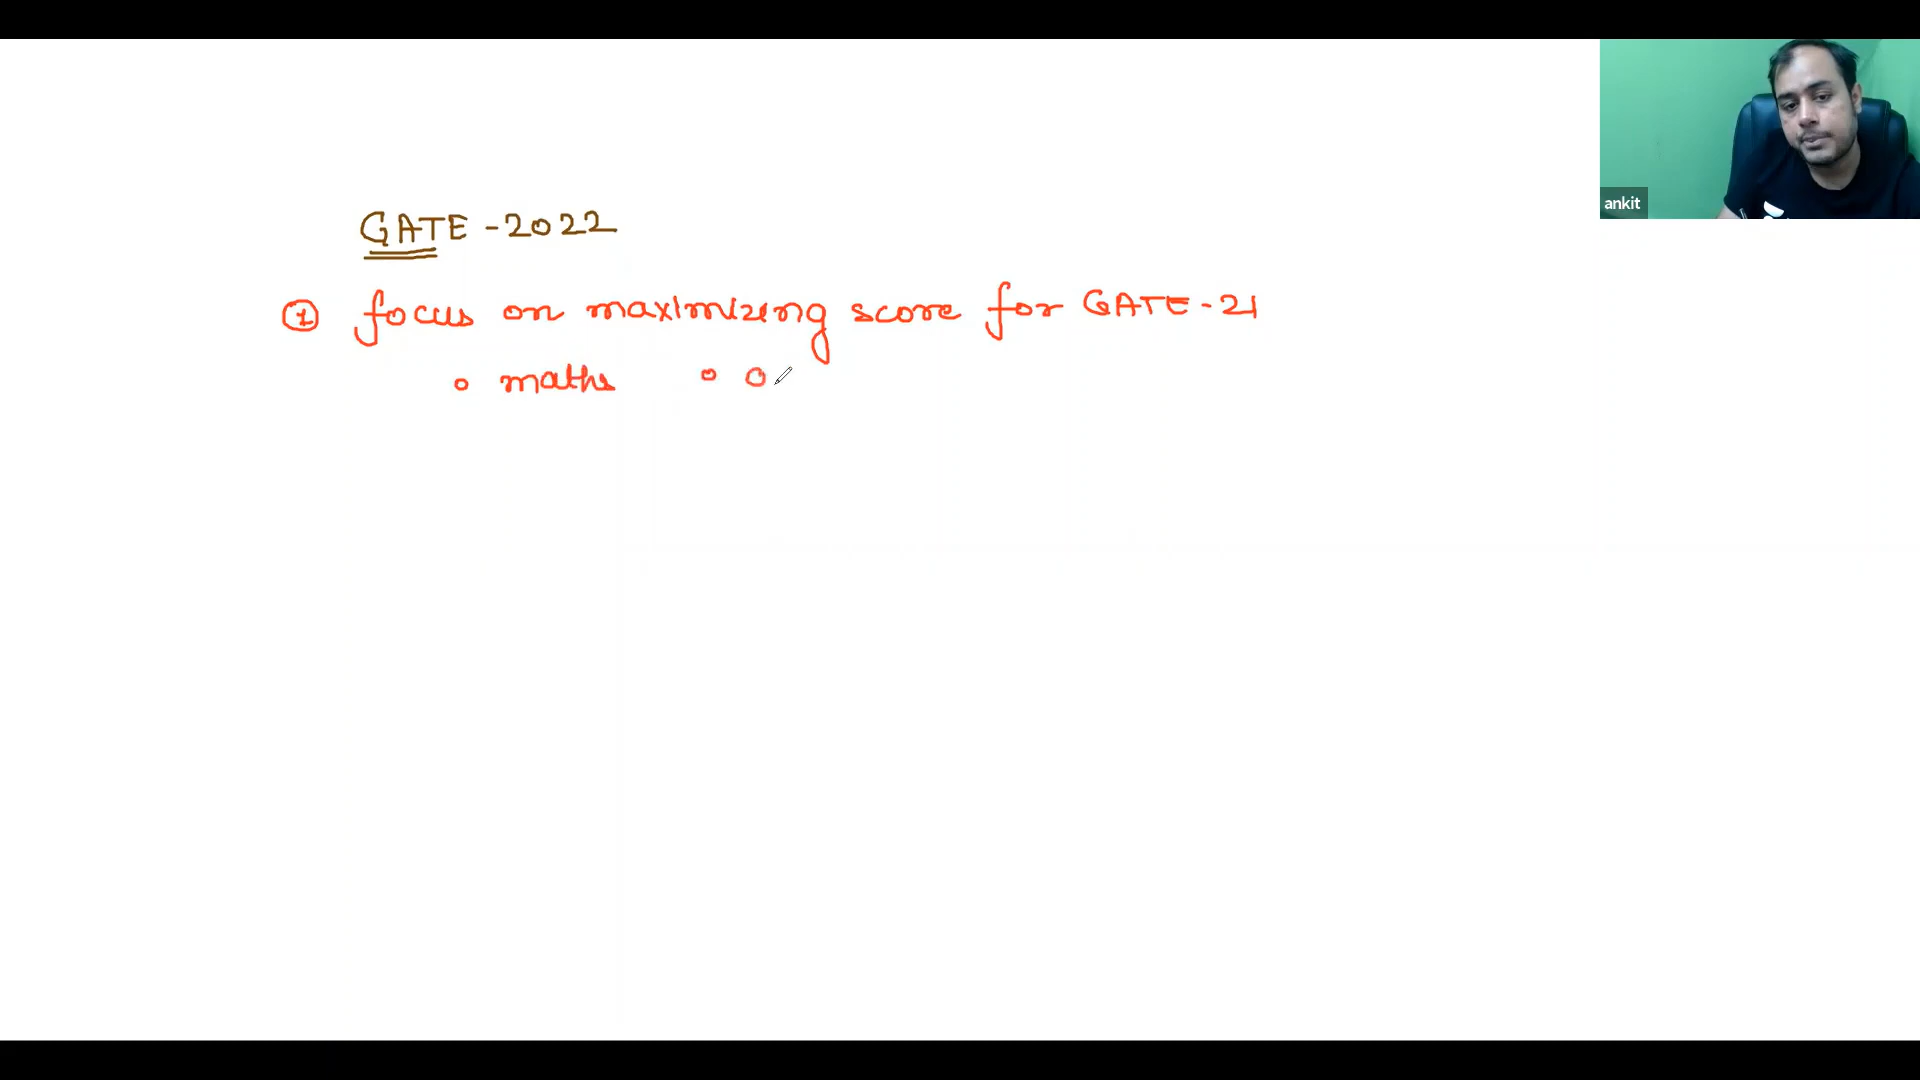 ankit
GATE -2022
① focus on maximizing score for GATE-21
• maths • O